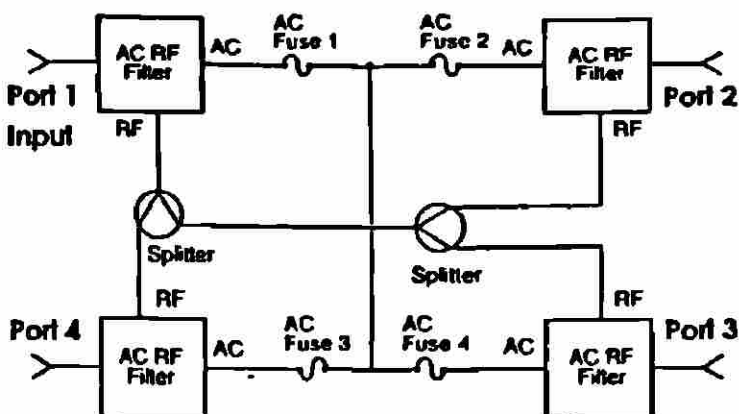 AC RF
Filter
AC
AC
Fuse 1
AC
Fuse 2
AC
AC RF
Filter
Port 1
Input
RF
Port 2
RF
Splitter
Splitter
RF
RF
Port 4
AC RF
Filter
AC
AC
Fuse 3
AC
Fuse 4
AC
AC RF
Filter
Port 3